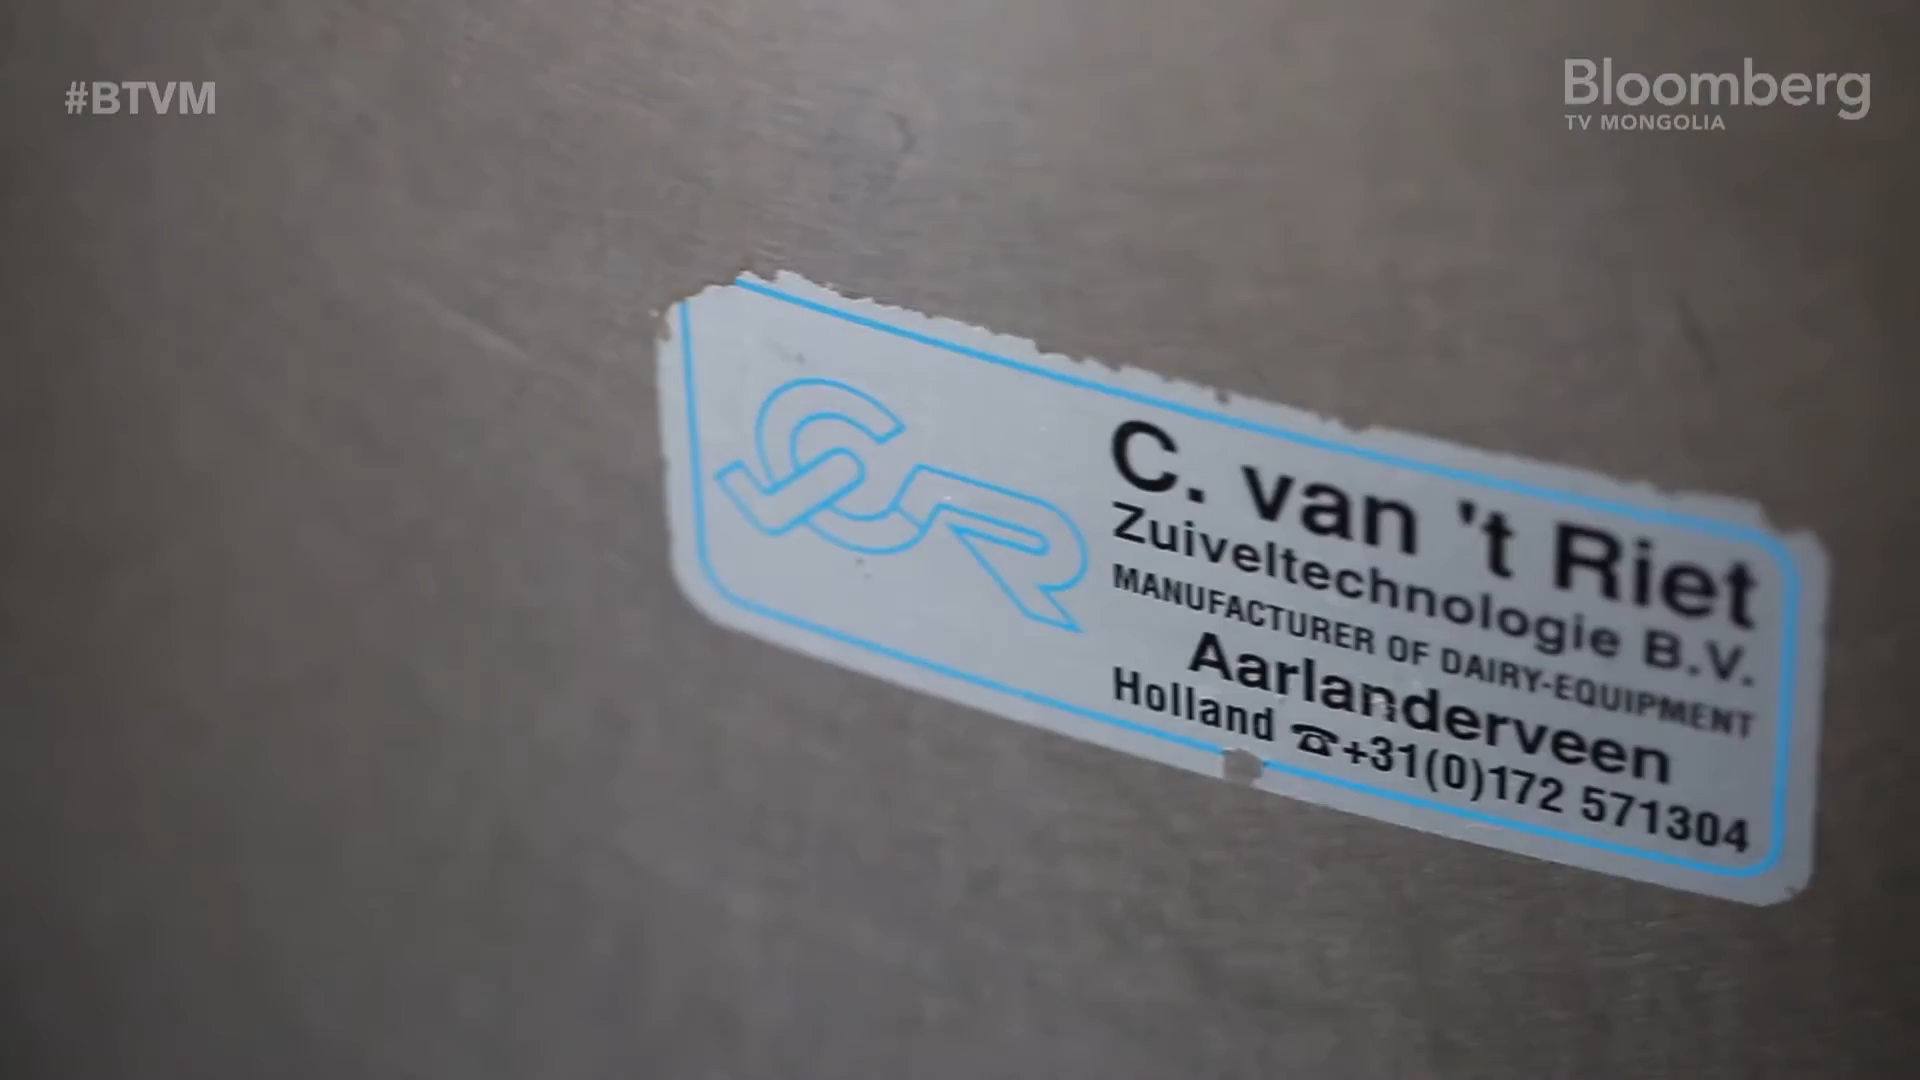 #BTVM
Bloomberg
TV MONGOLIA
C. van 't Riet
Zuiveltechnologie B.V.
MANUFACTURER OF DAIRY-EQUIPMENT
Aarlanderveen
Holland ☎+31(0)172 571304